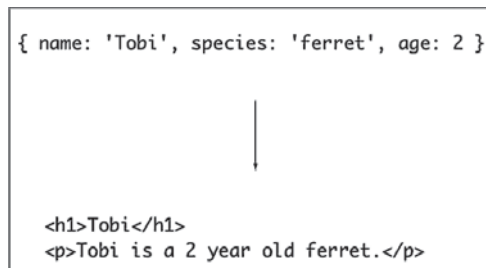 { name: 'Tobi', species: 'ferret', age: 2 }
<h1>Tobi</h1>
<p>Tobi is a 2 year old ferret.</p>